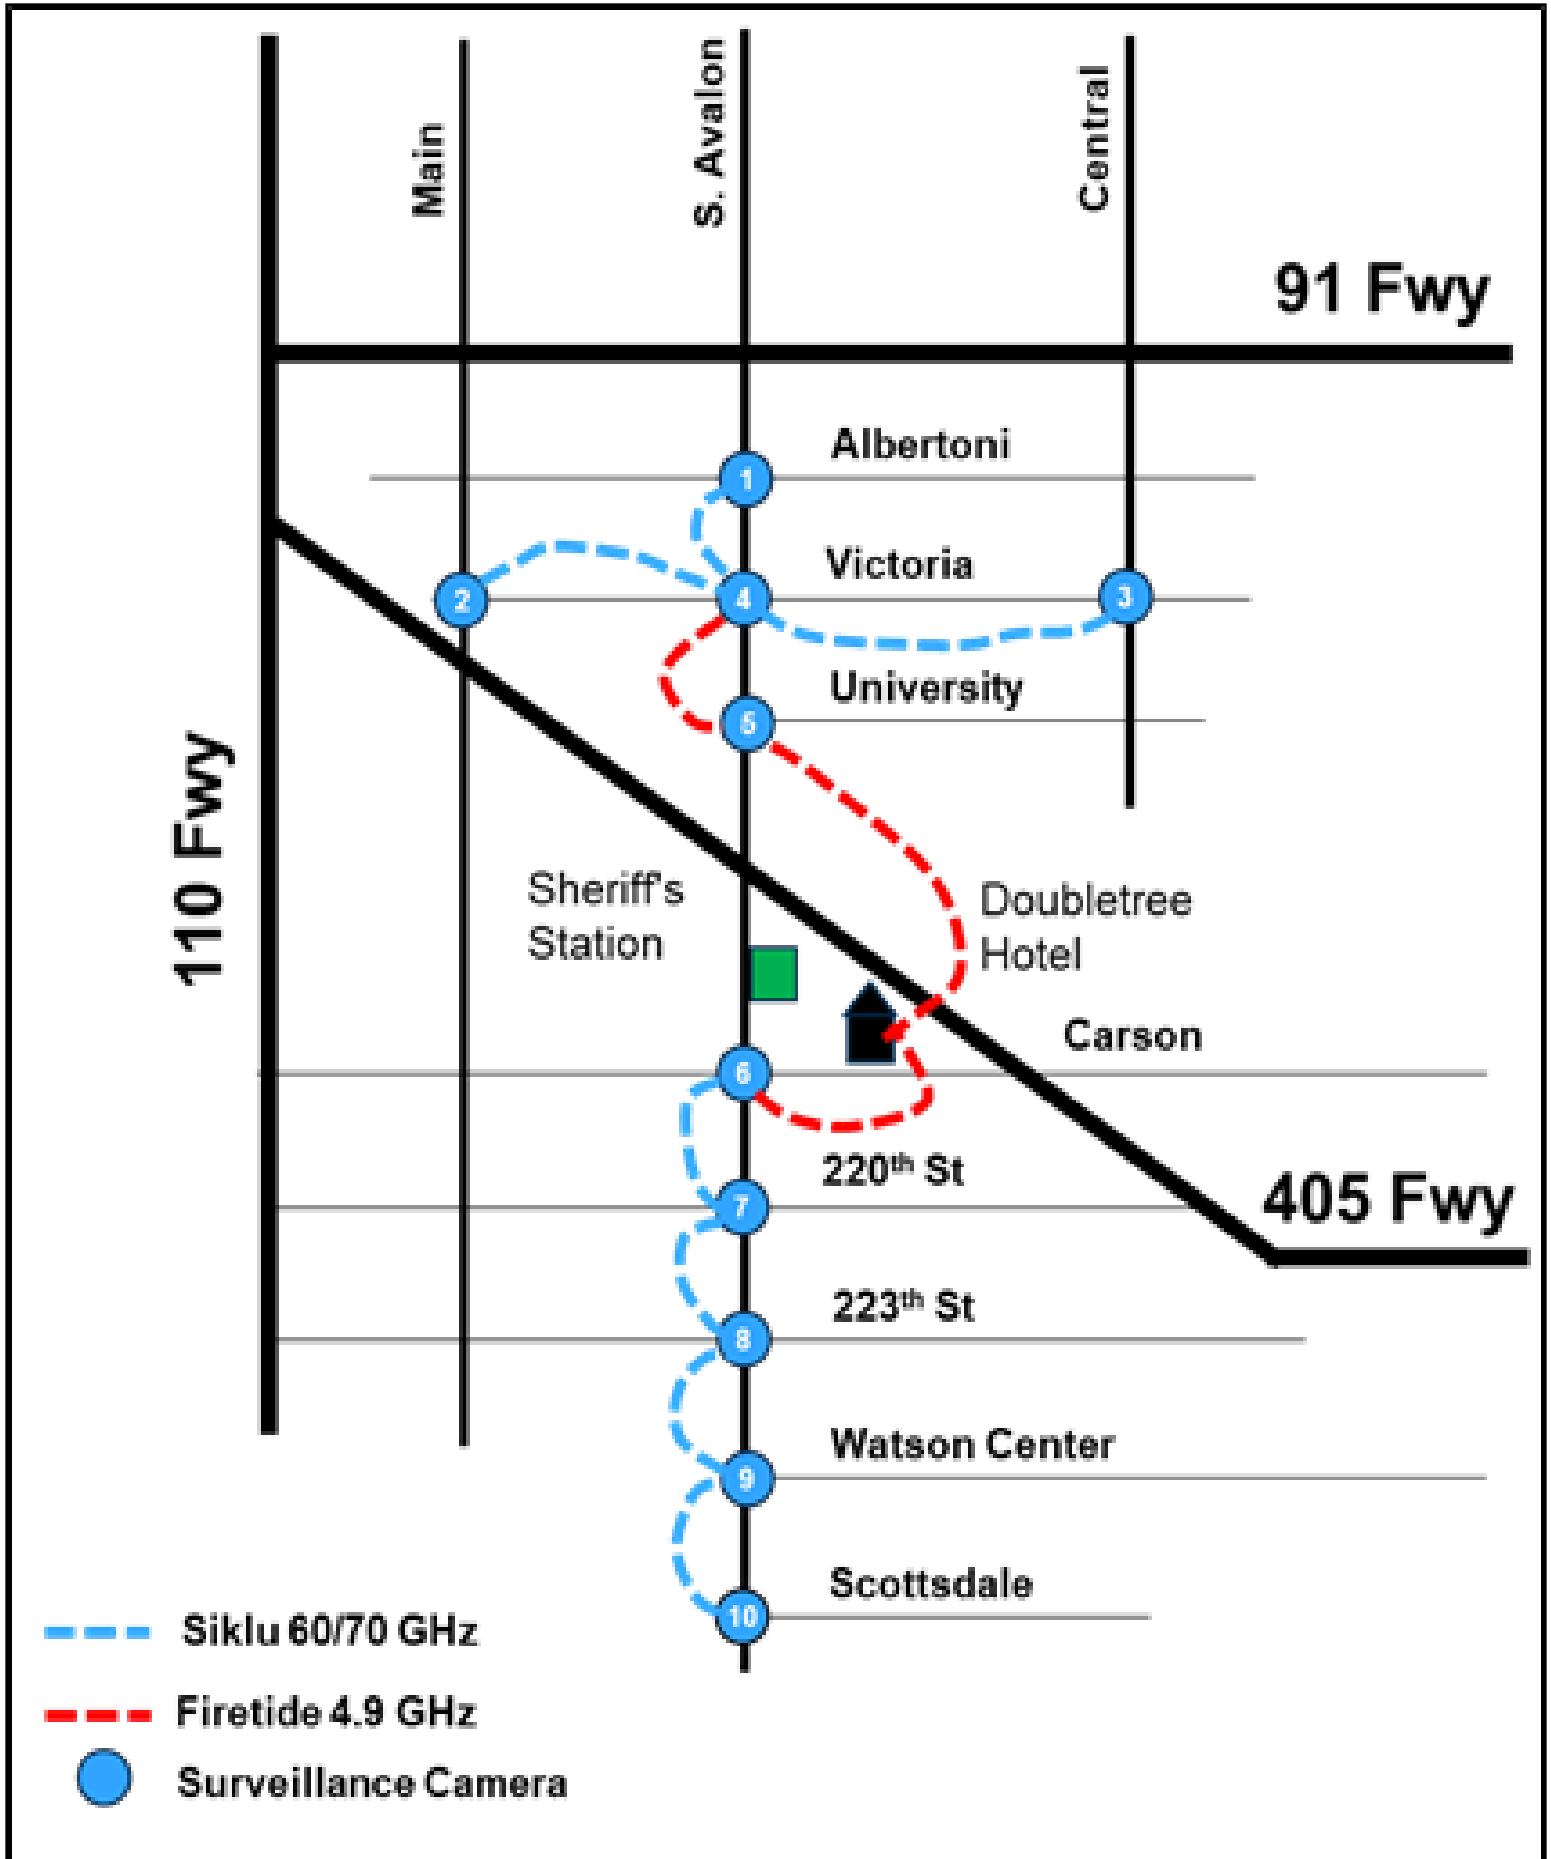 Main
S. Avalon
Central
91 Fwy
Albertoni
1
Victoria
2
4
3
University
5
110 Fwy
Sheriff's
Station
Doubletree
Hotel
Carson
6
220th St
7
405 Fwy
223th St
8
Watson Center
9
Scottsdale
10
Siklu 60/70 GHz
Firetide 4.9 GHz
Surveillance Camera